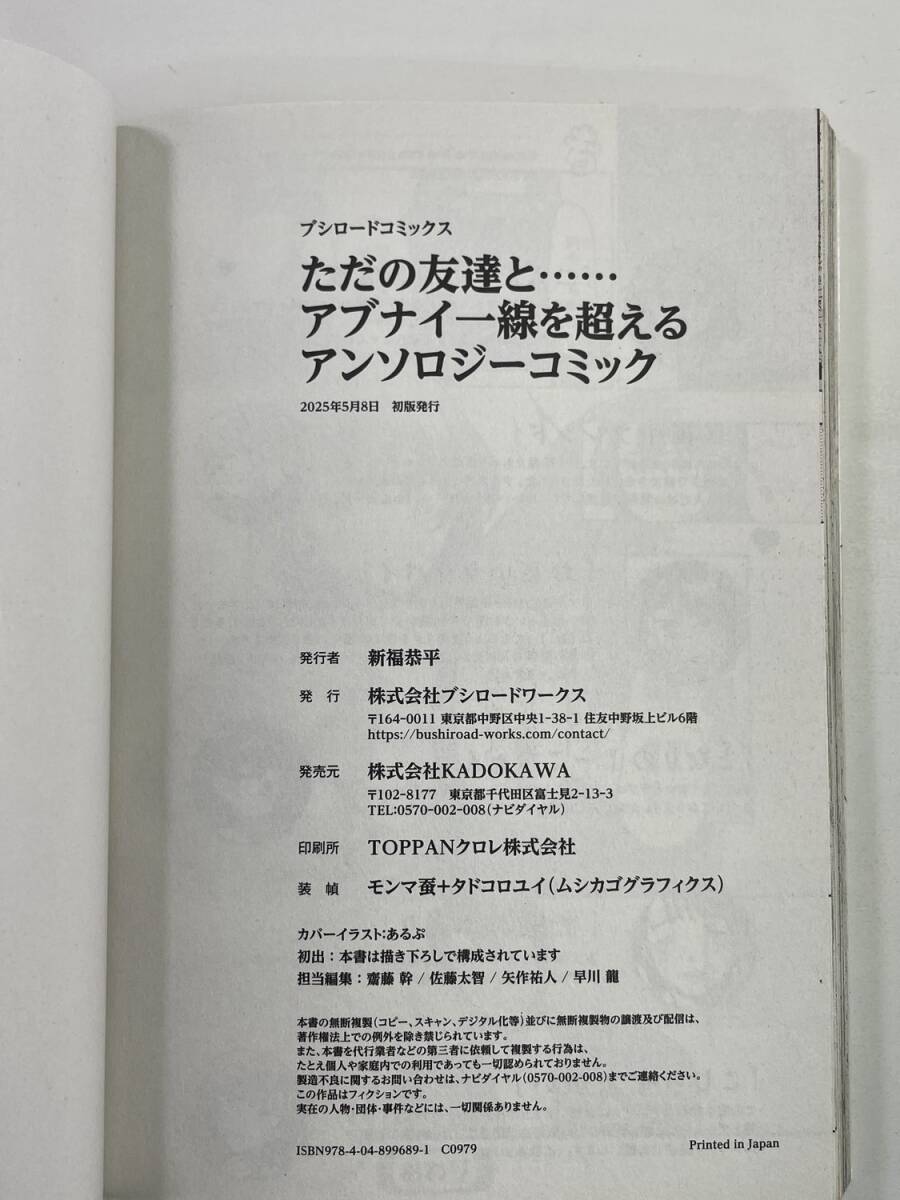 ブシロードコミックス
ただの友達と……
アブナイ一線を超える
アンソロジーコミック
2025年5月8日　初版発行
発行者　新福恭平
発　行　株式会社ブシロードワークス
〒164-0011 東京都中野区中央1-38-1 住友中野坂上ビル6階
https://bushiroad-works.com/contact/
発売元　株式会社KADOKAWA
〒102-8177　東京都千代田区富士見2-13-3
TEL:0570-002-008(ナビダイヤル)
印刷所　TOPPANクロレ株式会社
装　幀　モンマ蚕+タドコロユイ(ムシカゴグラフィクス)
カバーイラスト:あるぷ
初出：本書は描き下ろしで構成されています
担当編集：齋藤 幹 / 佐藤太智 / 矢作祐人 / 早川 龍
本書の無断複製(コピー、スキャン、デジタル化等)並びに無断複製物の譲渡及び配信は、
著作権法上での例外を除き禁じられています。
また、本書を代行業者などの第三者に依頼して複製する行為は、
たとえ個人や家庭内での利用であっても一切認められておりません。
製造不良に関するお問い合わせは、ナビダイヤル(0570-002-008)までご連絡ください。
この作品はフィクションです。
実在の人物・団体・事件などには、一切関係ありません。
ISBN978-4-04-899689-1　C0979
Printed in Japan